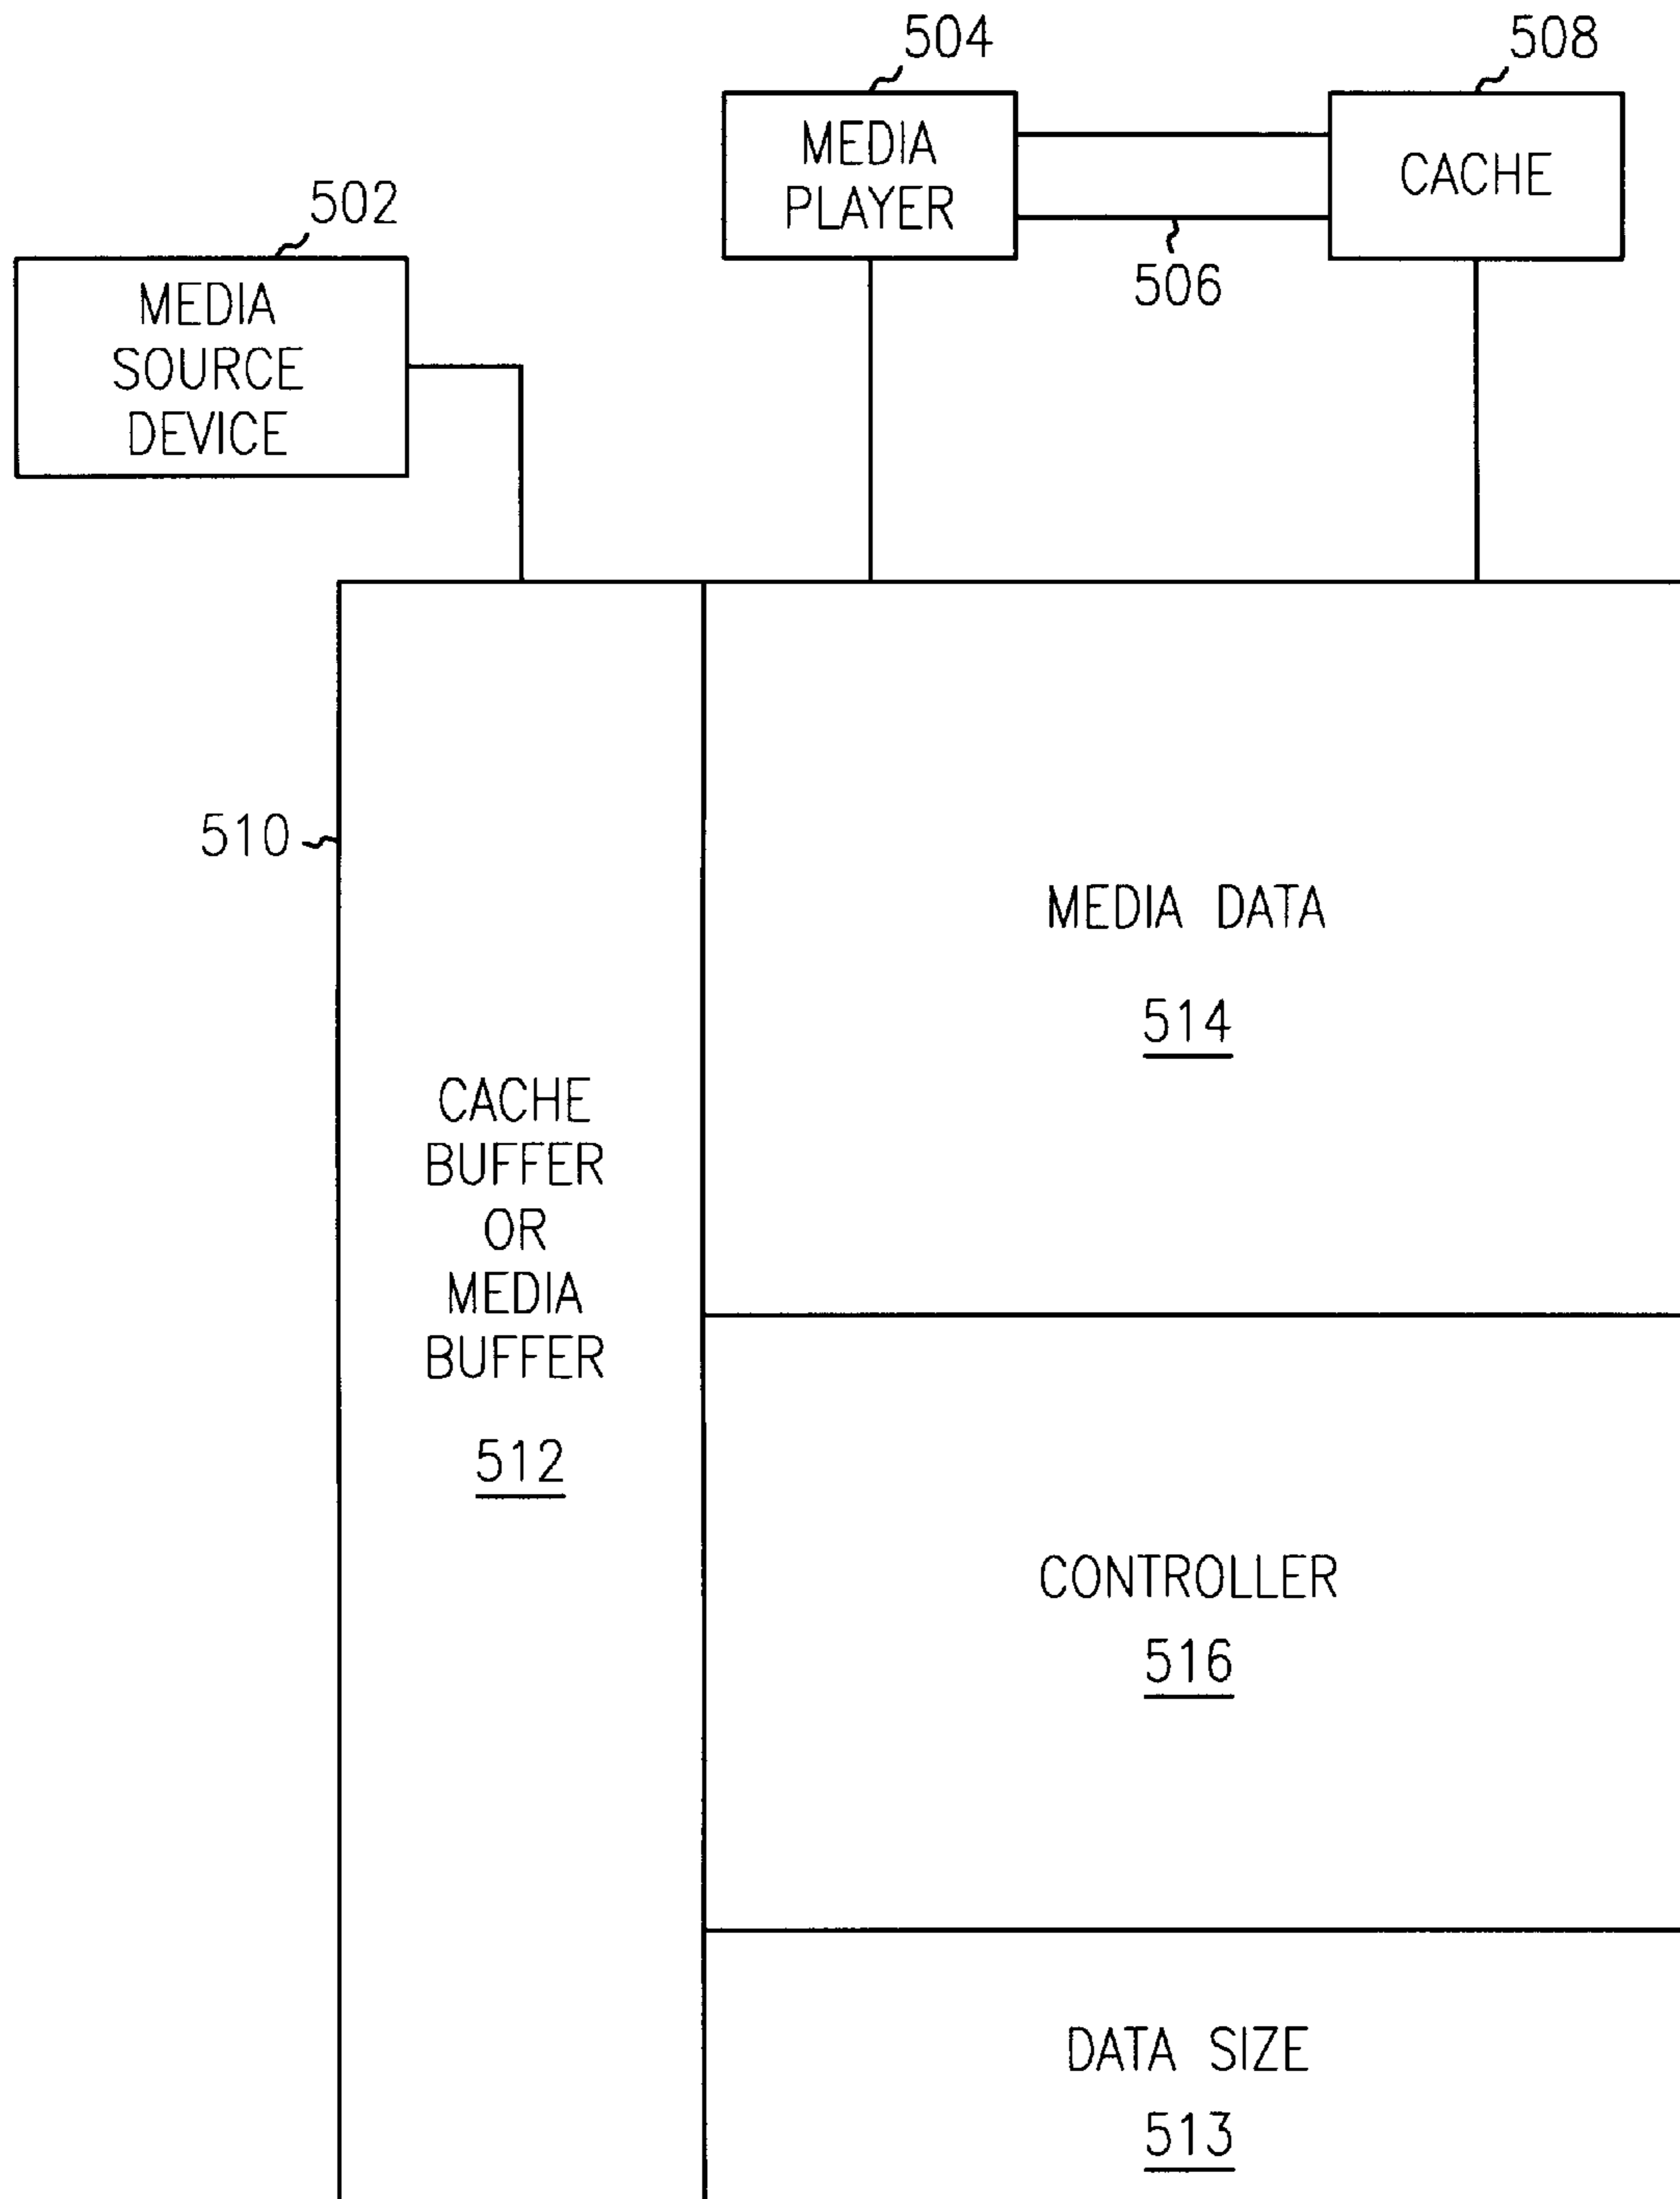 504
508
MEDIA
PLAYER
CACHE
502
506
MEDIA
SOURCE
DEVICE
510
MEDIA DATA
514
CACHE
BUFFER
OR
MEDIA
BUFFER
512
CONTROLLER
516
DATA SIZE
513